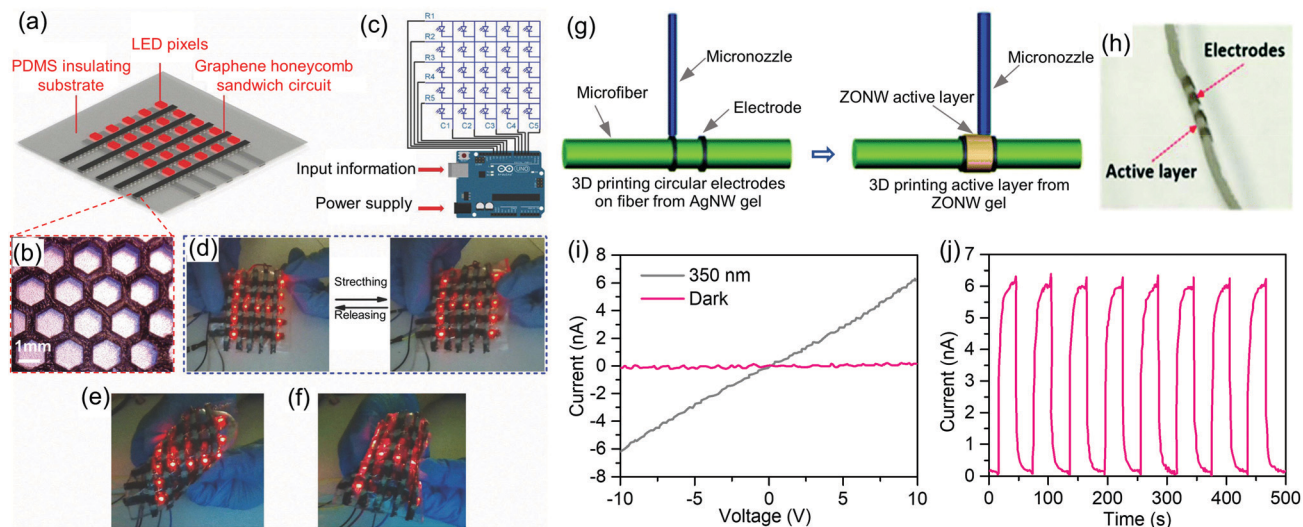 (a)
LED pixels
PDMS insulating
substrate
Graphene honeycomb
sandwich circuit
(b)
1mm
(c)
R1
R2
R3
R4
R5
C1
C2
C3
C4
C5
Input information
Power supply
ARDUINO
UNO
(d)
Strecthing
Releasing
(e)
(f)
(g)
Micronozzle
Microfiber
Electrode
3D printing circular electrodes
on fiber from AgNW gel
Micronozzle
ZONW active layer
3D printing active layer from
ZONW gel
(h)
Electrodes
Active layer
(i)
350 nm
Dark
Current (nA)
8
6
4
2
0
-2
-4
-6
-8
-10
-5
0
5
10
Voltage (V)
(j)
Current (nA)
7
6
5
4
3
2
1
0
0
100
200
300
400
500
Time (s)